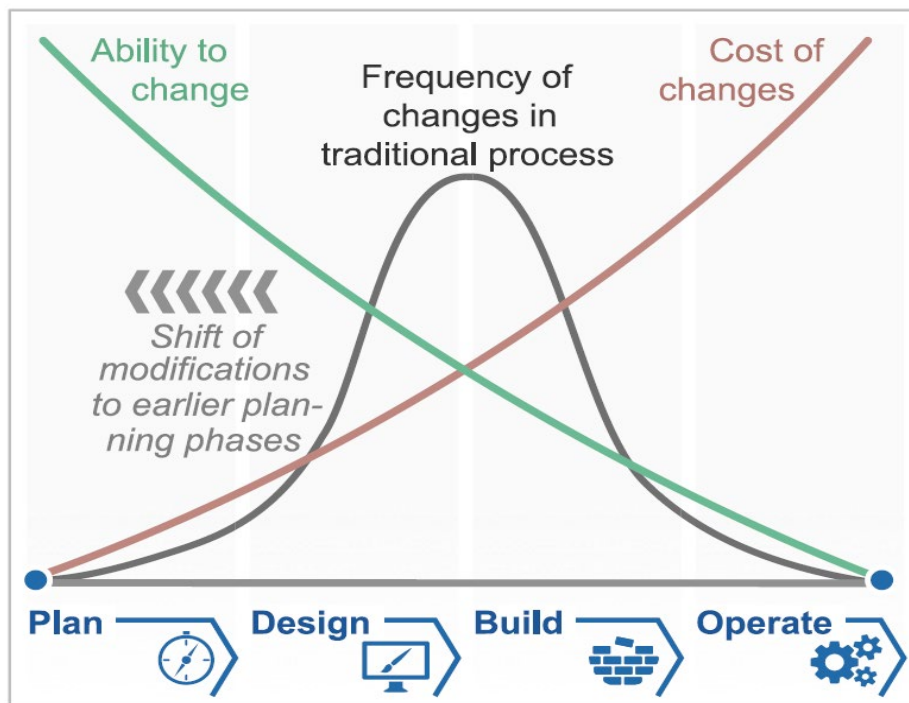 Ability to
change
Frequency of
changes in
traditional process
Cost of
changes
Shift of
modifications
to earlier plan-
ning phases
Plan
Design
Build
Operate